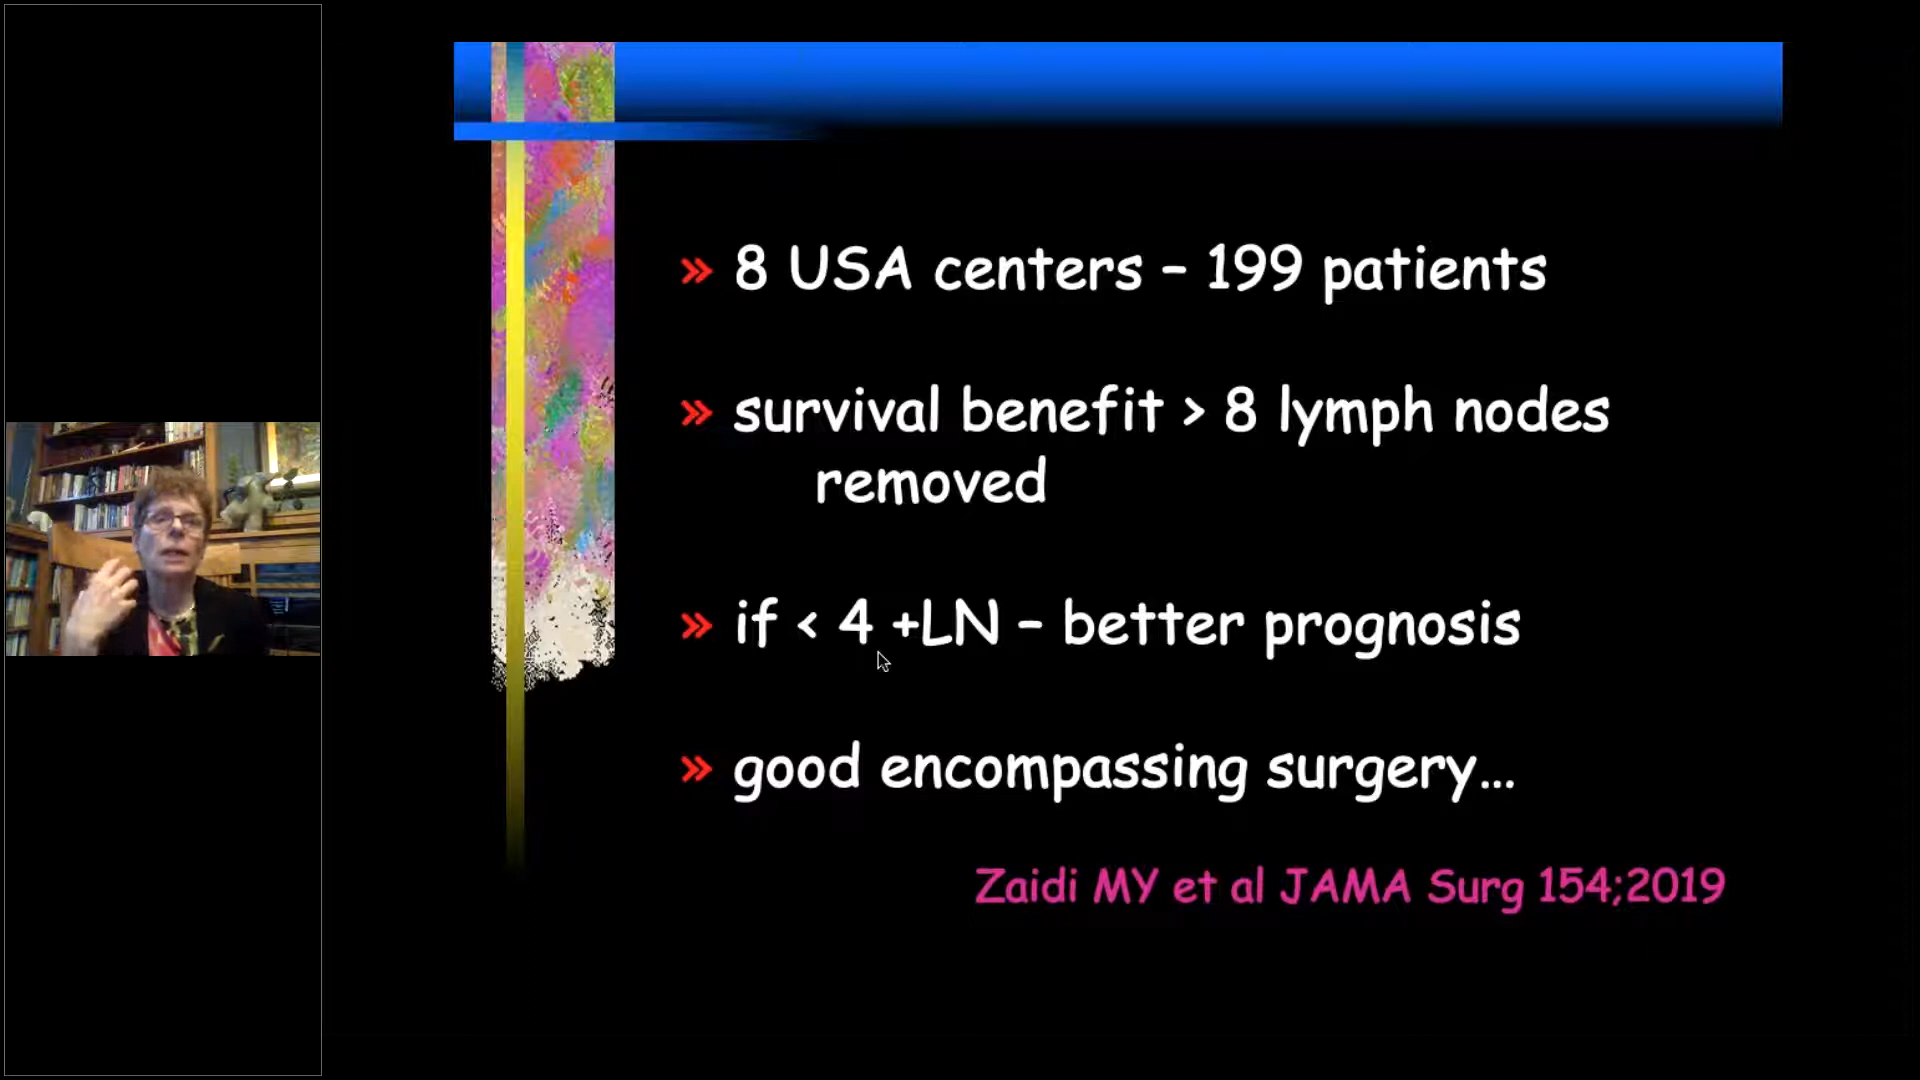 » 8 USA centers – 199 patients
» survival benefit > 8 lymph nodes
removed
» if < 4 +LN – better prognosis
» good encompassing surgery...
Zaidi MY et al JAMA Surg 154;2019